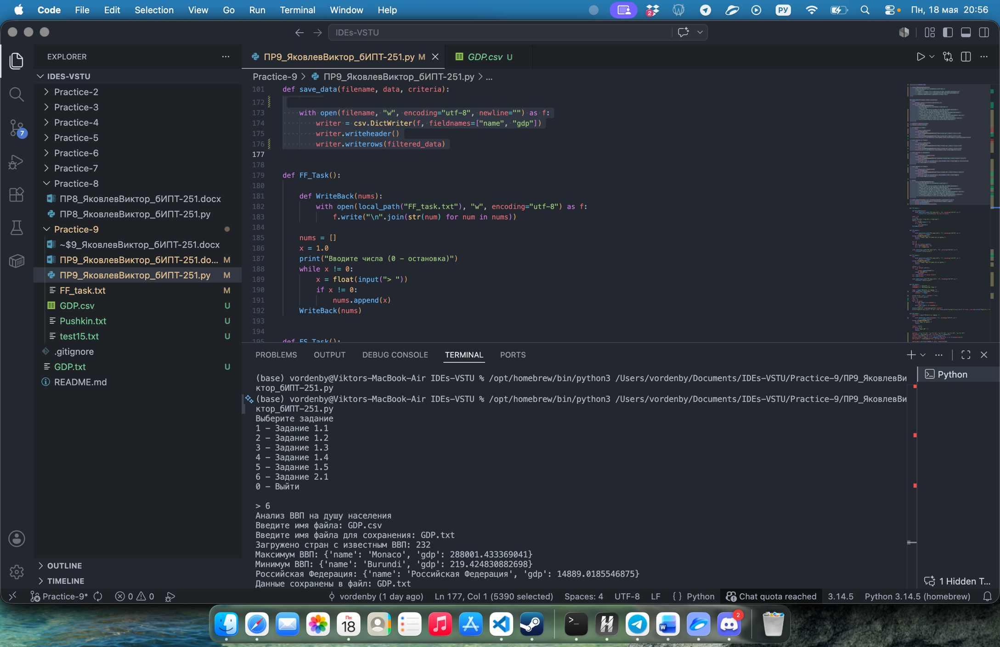 Code File Edit Selection View Go Run Terminal Window Help
2
РУ
Пн, 18 мая 20:56
IDEs-VSTU
EXPLORER
IDES-VSTU
Practice-2
Practice-3
Practice-4
Practice-5
Practice-6
Practice-7
Practice-8
ПР8_ЯковлевВиктор_бИПТ-251.docx
ПР8_ЯковлевВиктор_бИПТ-251.py
Practice-9
~$9_ЯковлевВиктор_бИПТ-251.docx
ПР9_ЯковлевВиктор_бИПТ-251.do... M
ПР9_ЯковлевВиктор_бИПТ-251.py M
FF_task.txt M
GDP.csv U
Pushkin.txt U
test15.txt U
.gitignore
GDP.txt U
README.md
OUTLINE
TIMELINE
7
ПР9_ЯковлевВиктор_бИПТ-251.py M
GDP.csv U
Practice-9 > ПР9_ЯковлевВиктор_бИПТ-251.py > ...
101 def save_data(filename, data, criteria):
172
173 with open(filename, "w", encoding="utf-8", newline="") as f:
174 writer = csv.DictWriter(f, fieldnames=["name", "gdp"])
175 writer.writeheader()
176 writer.writerows(filtered_data)
177
178
179 def FF_Task():
180
181 def WriteBack(nums):
182 with open(local_path("FF_task.txt"), "w", encoding="utf-8") as f:
183 f.write("\n".join(str(num) for num in nums))
184
185 nums = []
186 x = 1.0
187 print("Вводите числа (0 - остановка)")
188 while x != 0:
189 x = float(input("> "))
190 if x != 0:
191 nums.append(x)
192 WriteBack(nums)
193
194
195 def FS_Task():
PROBLEMS OUTPUT DEBUG CONSOLE TERMINAL PORTS
(base) vordenby@Viktors-MacBook-Air IDEs-VSTU % /opt/homebrew/bin/python3 /Users/vordenby/Documents/IDEs-VSTU/Practice-9/ПР9_ЯковлевВи
ктор_бИПТ-251.py
(base) vordenby@Viktors-MacBook-Air IDEs-VSTU % /opt/homebrew/bin/python3 /Users/vordenby/Documents/IDEs-VSTU/Practice-9/ПР9_ЯковлевВи
ктор_бИПТ-251.py
Выберите задание
1 - Задание 1.1
2 - Задание 1.2
3 - Задание 1.3
4 - Задание 1.4
5 - Задание 1.5
6 - Задание 2.1
0 - Выйти
> 6
Анализ ВВП на душу населения
Введите имя файла: GDP.csv
Введите имя файла для сохранения: GDP.txt
Загружено стран с известным ВВП: 232
Максимум ВВП: {'name': 'Monaco', 'gdp': 288001.433369041}
Минимум ВВП: {'name': 'Burundi', 'gdp': 219.424830882698}
Российская Федерация: {'name': 'Российская Федерация', 'gdp': 14889.0185546875}
Данные сохранены в файл: GDP.txt
Python
1 Hidden T...
Practice-9* 0 0 vordenby (1 day ago) Ln 177, Col 1 (5390 selected) Spaces: 4 UTF-8 LF { } Python Chat quota reached 3.14.5 Python 3.14.5 (homebrew)
Пн
18
W
2